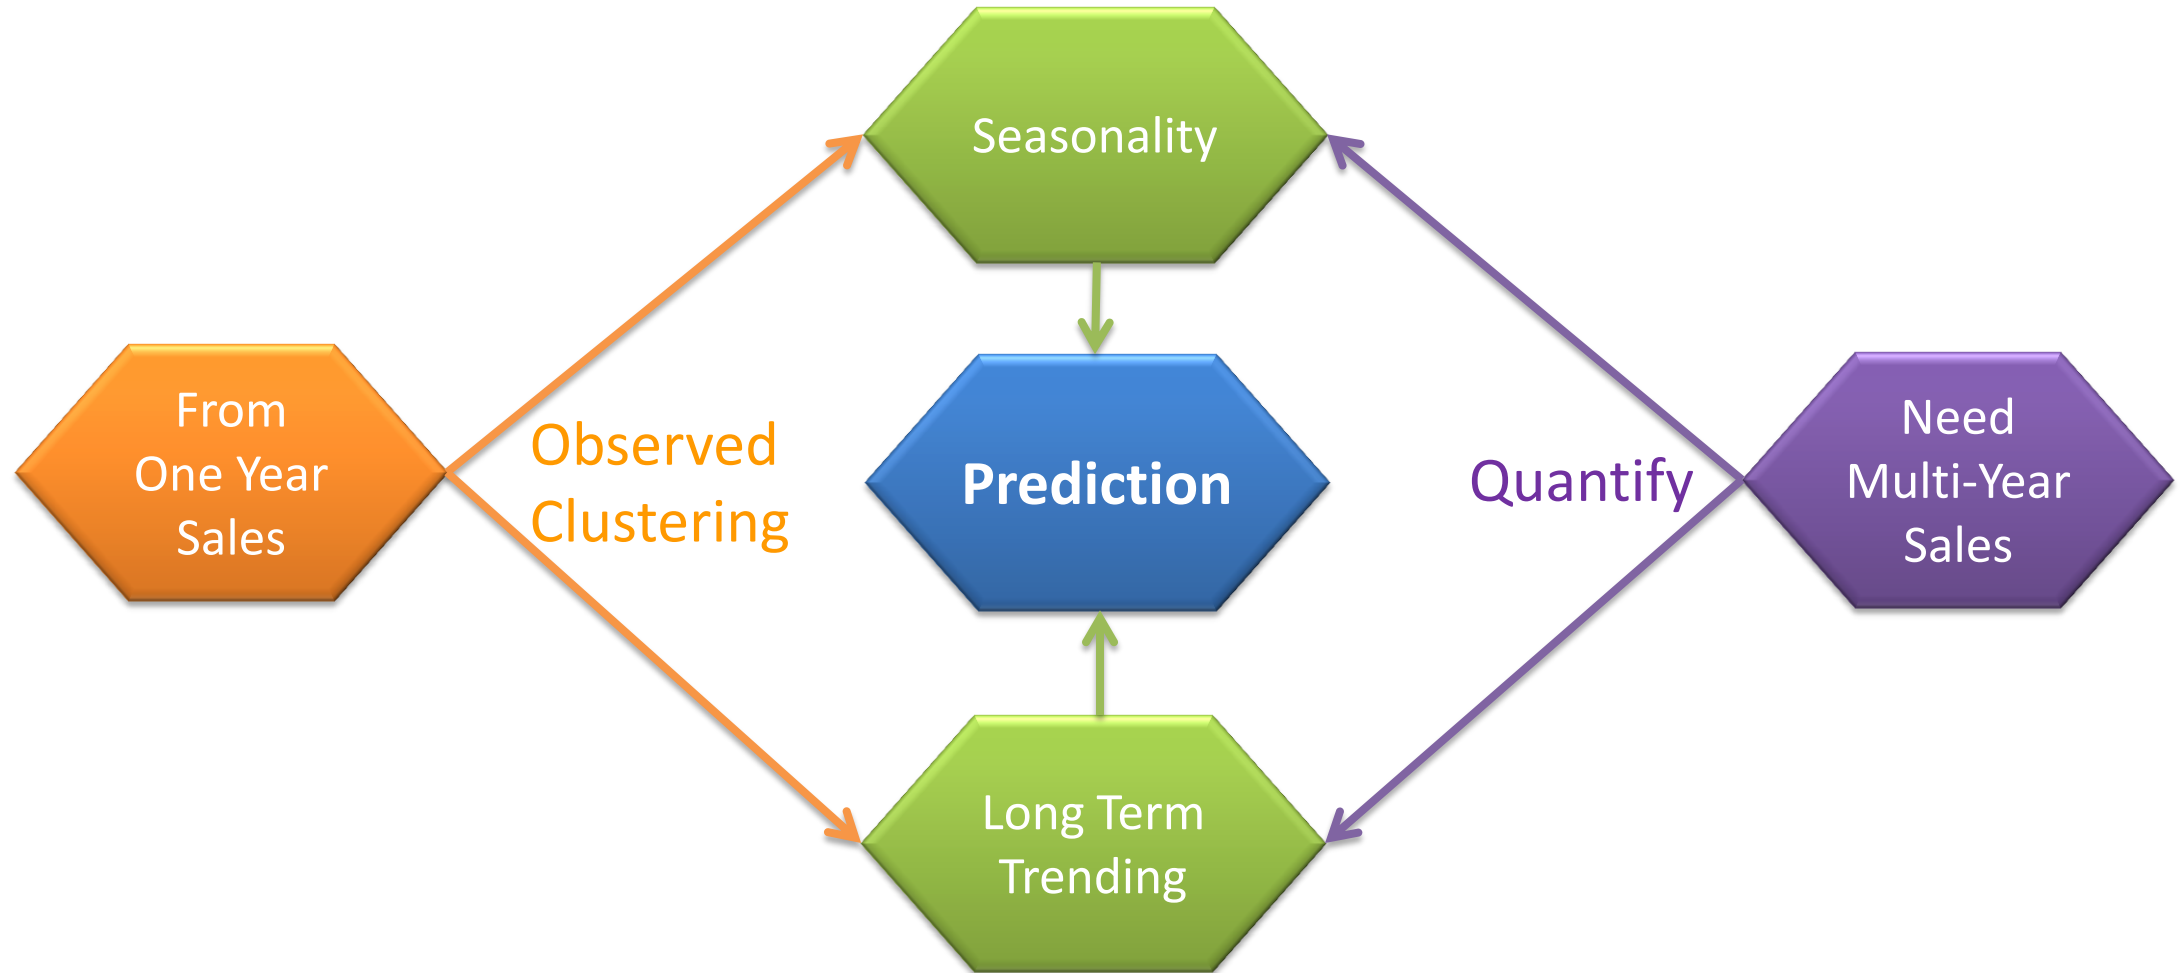 Seasonality
From
One Year
Sales
Observed
Clustering
Prediction
Quantify
Need
Multi-Year
Sales
Long Term
Trending